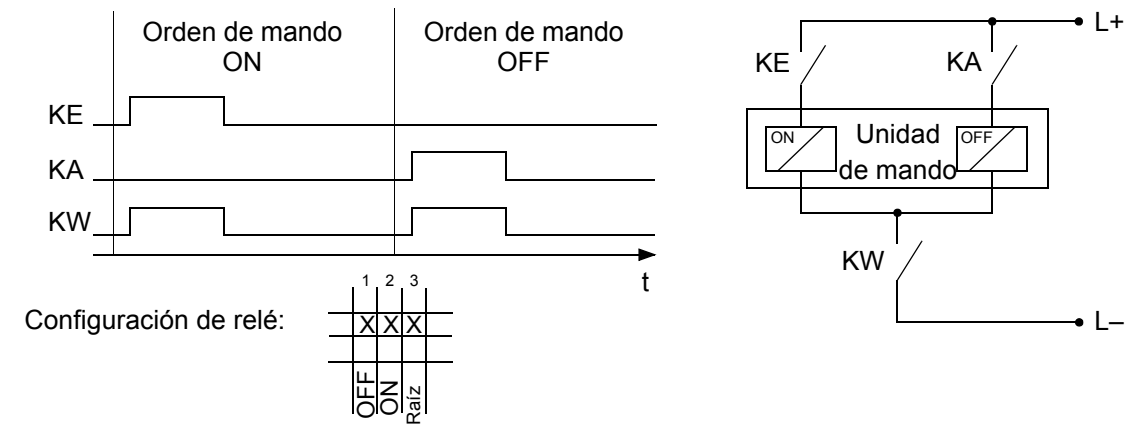 Orden de mando
ON
Orden de mando
OFF
KE
KA
KW
t
1 2 3
Configuración de relé:
X X X
OFF
ON
Raíz
L+
KE
KA
ON
Unidad
de mando
OFF
KW
L–